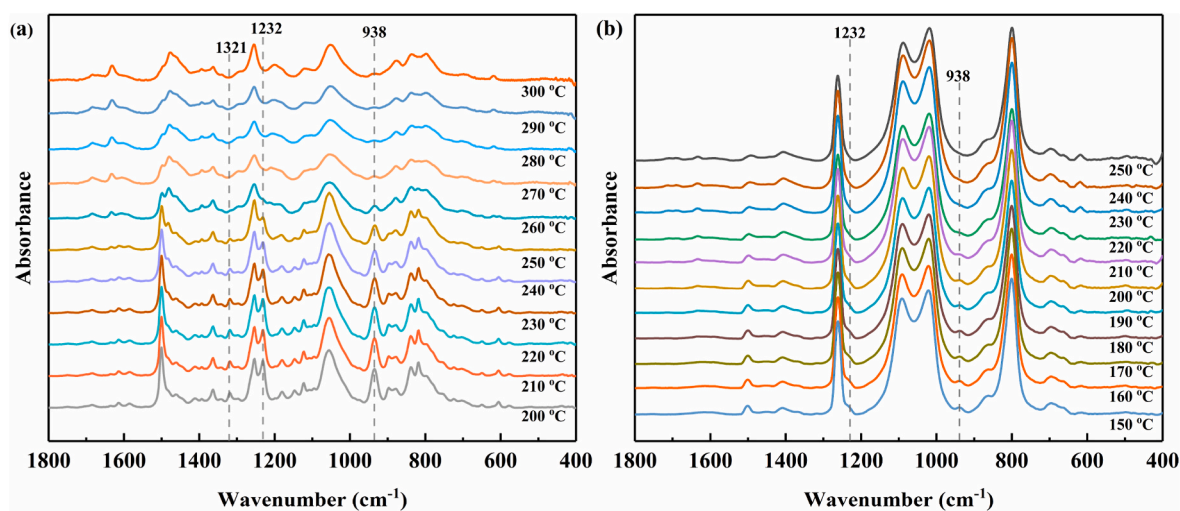 (a)
1321
1232
938
300 °C
290 °C
280 °C
270 °C
260 °C
250 °C
240 °C
230 °C
220 °C
210 °C
200 °C
Absorbance
1800 1600 1400 1200 1000 800 600 400
Wavenumber (cm⁻¹)
(b)
1232
938
250 °C
240 °C
230 °C
220 °C
210 °C
200 °C
190 °C
180 °C
170 °C
160 °C
150 °C
Absorbance
1800 1600 1400 1200 1000 800 600 400
Wavenumber (cm⁻¹)